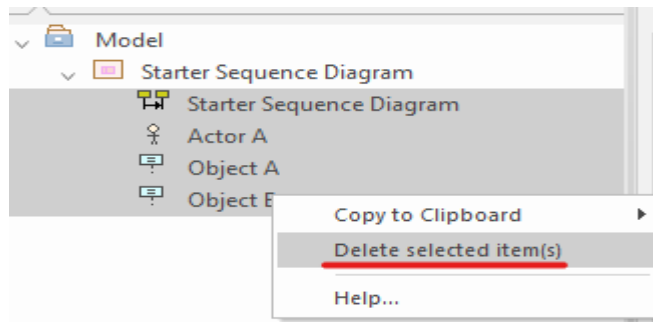 Model
Starter Sequence Diagram
Starter Sequence Diagram
Actor A
Object A
Object
Copy to Clipboard
Delete selected item(s)
Help...